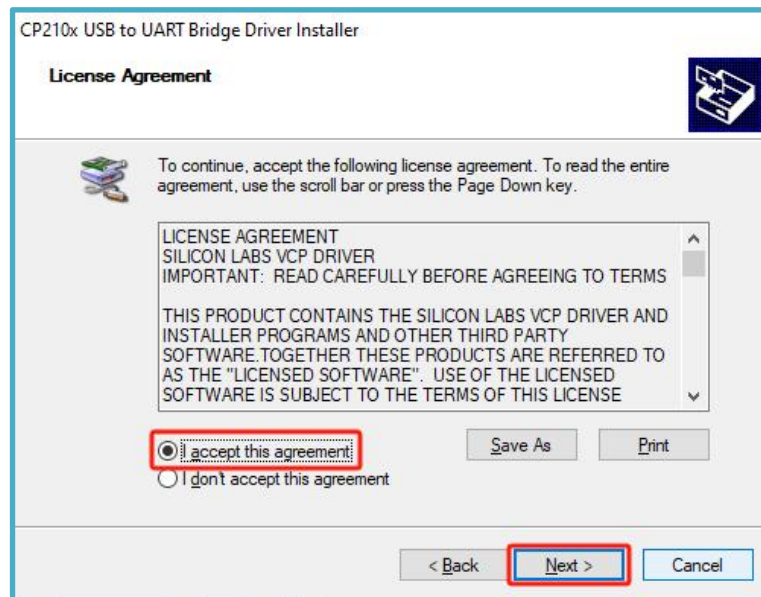 CP210x USB to UART Bridge Driver Installer
License Agreement
To continue, accept the following license agreement. To read the entire
agreement, use the scroll bar or press the Page Down key.
LICENSE AGREEMENT
SILICON LABS VCP DRIVER
IMPORTANT:  READ CAREFULLY BEFORE AGREEING TO TERMS
THIS PRODUCT CONTAINS THE SILICON LABS VCP DRIVER AND
INSTALLER PROGRAMS AND OTHER THIRD PARTY
SOFTWARE.TOGETHER THESE PRODUCTS ARE REFERRED TO
AS THE "LICENSED SOFTWARE".  USE OF THE LICENSED
SOFTWARE IS SUBJECT TO THE TERMS OF THIS LICENSE
I accept this agreement
Save As
Print
I don't accept this agreement
< Back
Next >
Cancel